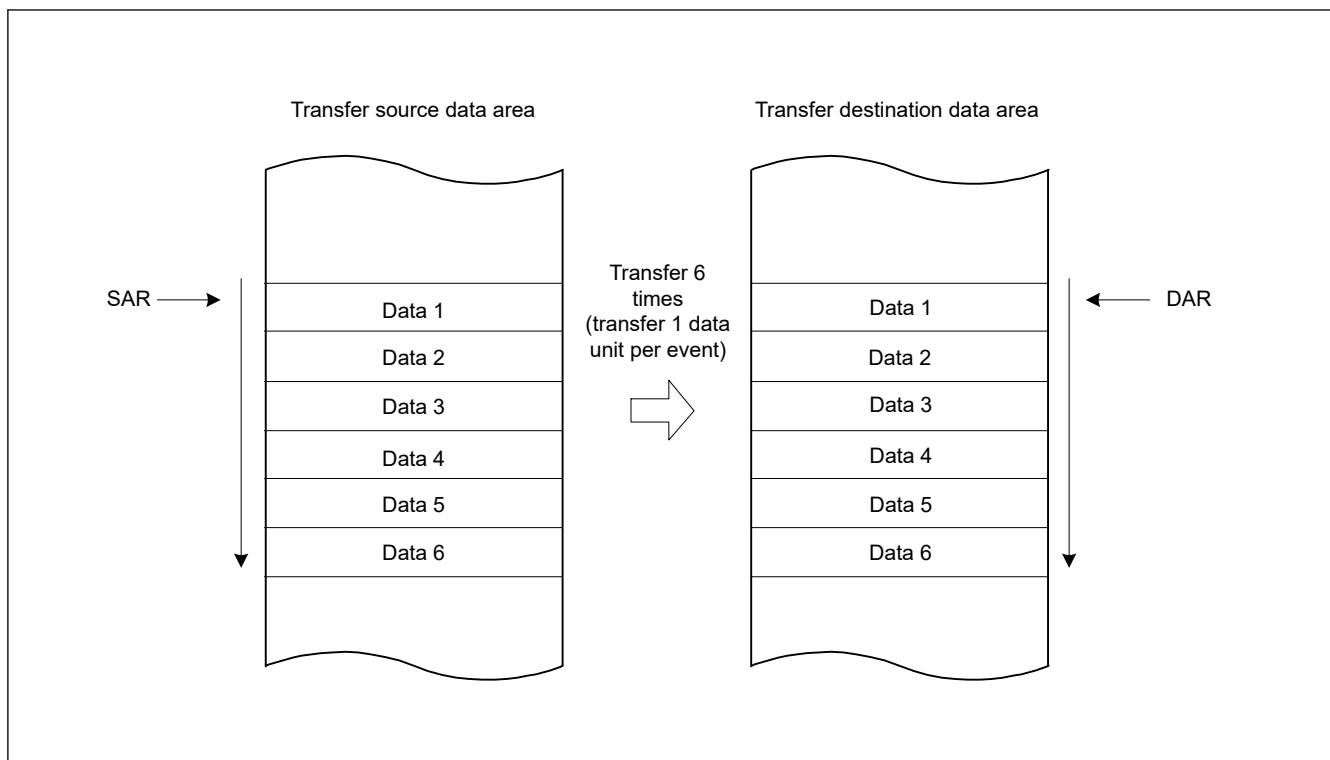 Transfer source data area
Transfer destination data area
SAR
Data 1
Data 2
Data 3
Data 4
Data 5
Data 6
Transfer 6
times
(transfer 1 data
unit per event)
Data 1
Data 2
Data 3
Data 4
Data 5
Data 6
DAR